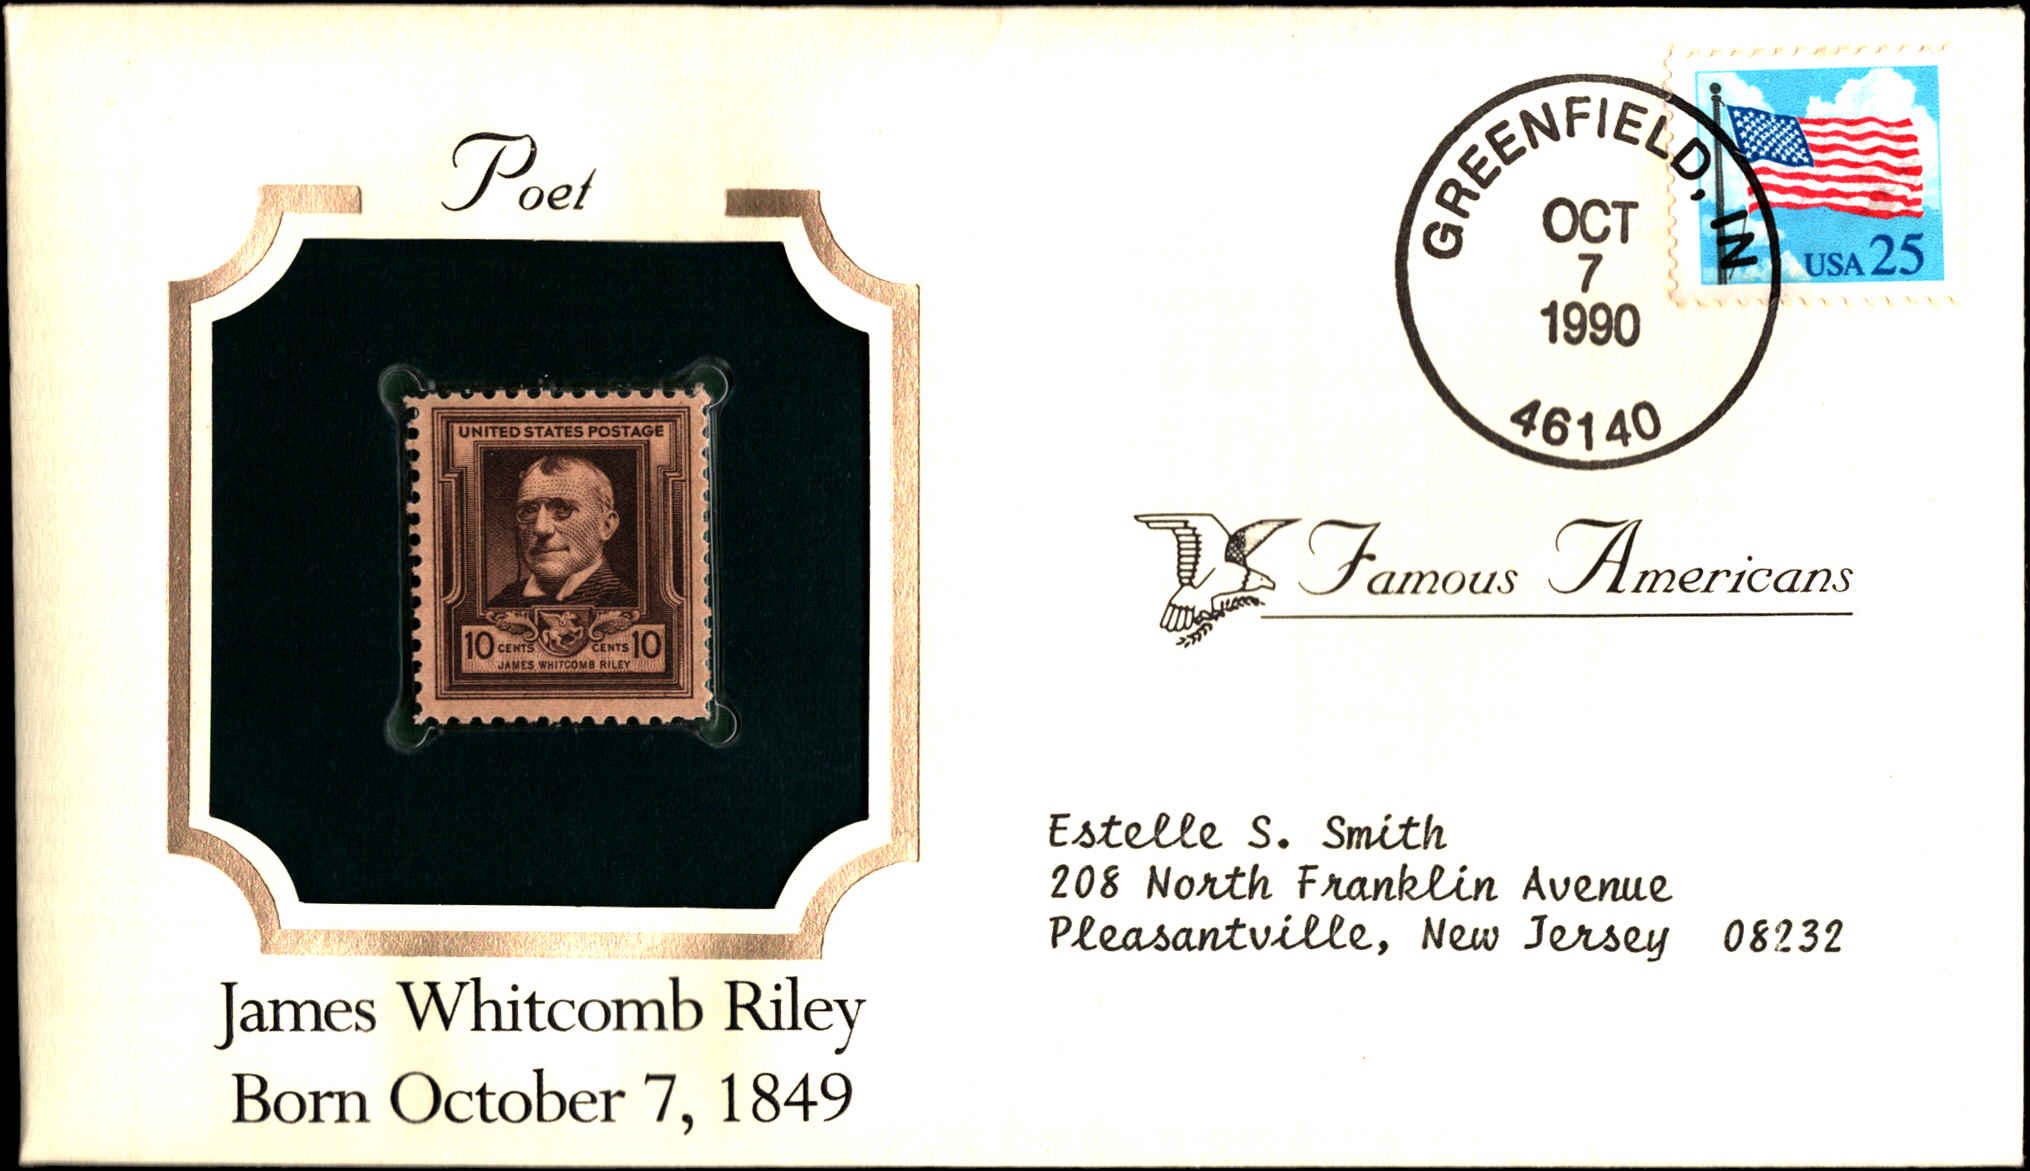 Poet
UNITED STATES POSTAGE
10 CENTS CENTS 10
JAMES WHITCOMB RILEY
James Whitcomb Riley
Born October 7, 1849
GREENFIELD, IN
OCT
7
1990
46140
USA 25
Famous Americans
Estelle S. Smith
208 North Franklin Avenue
Pleasantville, New Jersey 08232